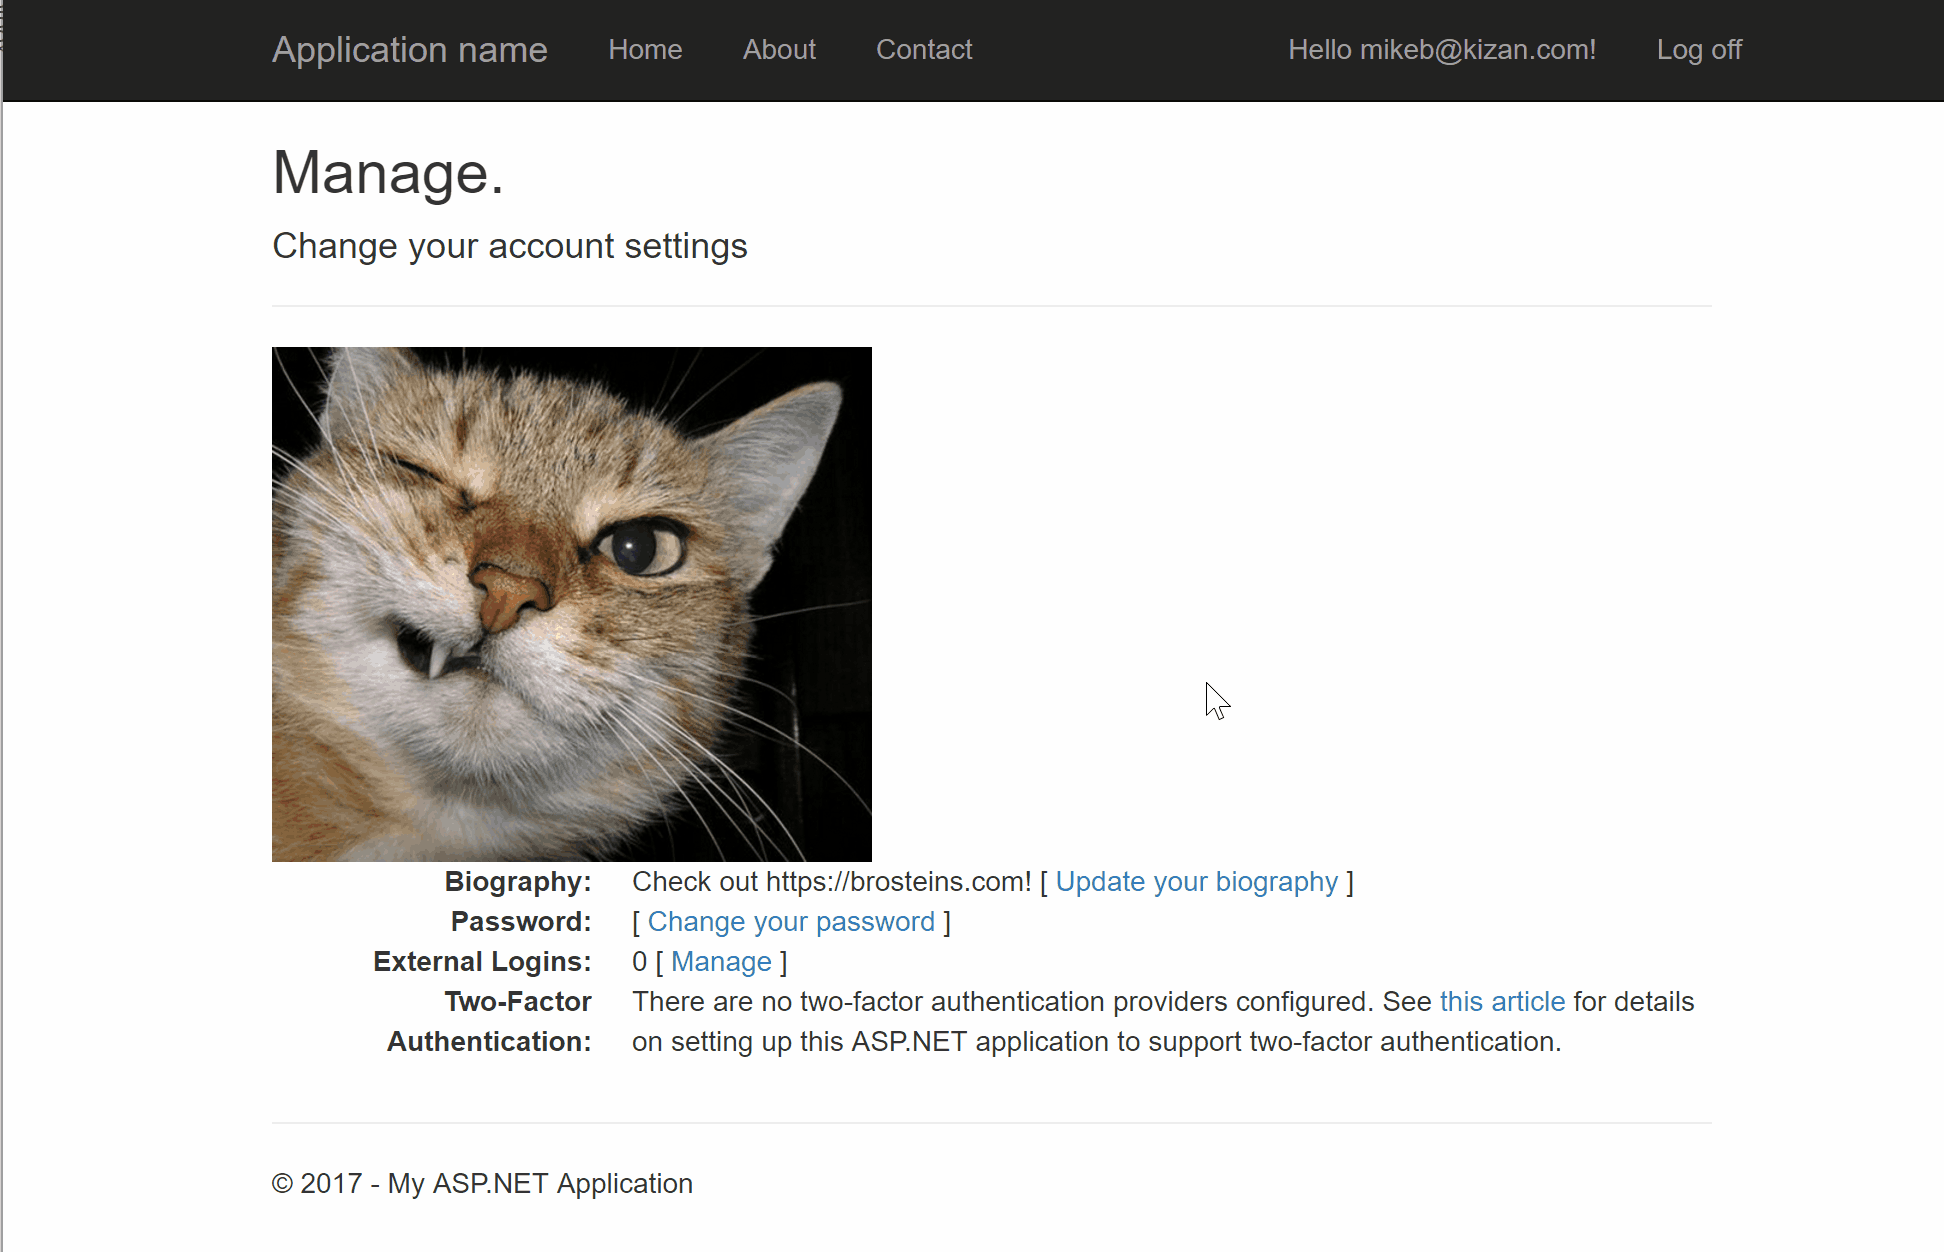 Application name Home About Contact Hello mikeb@kizan.com! Log off
Manage.
Change your account settings
Biography: Check out https://brosteins.com! [ Update your biography ]
Password: [ Change your password ]
External Logins: 0 [ Manage ]
Two-Factor There are no two-factor authentication providers configured. See this article for details
Authentication: on setting up this ASP.NET application to support two-factor authentication.
© 2017 - My ASP.NET Application